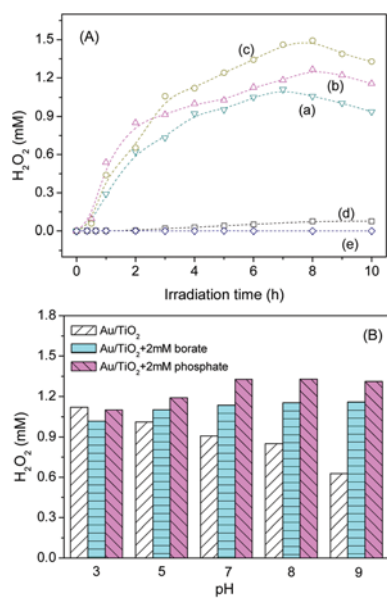 (A)
1.5
1.2
0.9
0.6
0.3
0.0
H₂O₂ (mM)
(c)
(b)
(a)
(d)
(e)
0 2 4 6 8 10
Irradiation time (h)
(B)
1.8
1.5
1.2
0.9
0.6
0.3
0.0
H₂O₂ (mM)
Au/TiO₂
Au/TiO₂+2mM borate
Au/TiO₂+2mM phosphate
3 5 7 8 9
pH